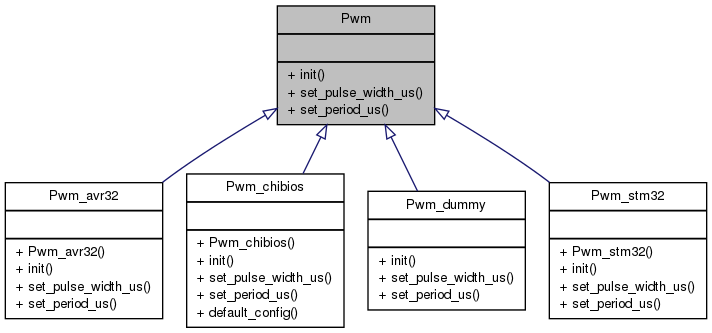 Pwm
+ init()
+ set_pulse_width_us()
+ set_period_us()
Pwm_avr32
+ Pwm_avr32()
+ init()
+ set_pulse_width_us()
+ set_period_us()
Pwm_chibios
+ Pwm_chibios()
+ init()
+ set_pulse_width_us()
+ set_period_us()
+ default_config()
Pwm_dummy
+ init()
+ set_pulse_width_us()
+ set_period_us()
Pwm_stm32
+ Pwm_stm32()
+ init()
+ set_pulse_width_us()
+ set_period_us()